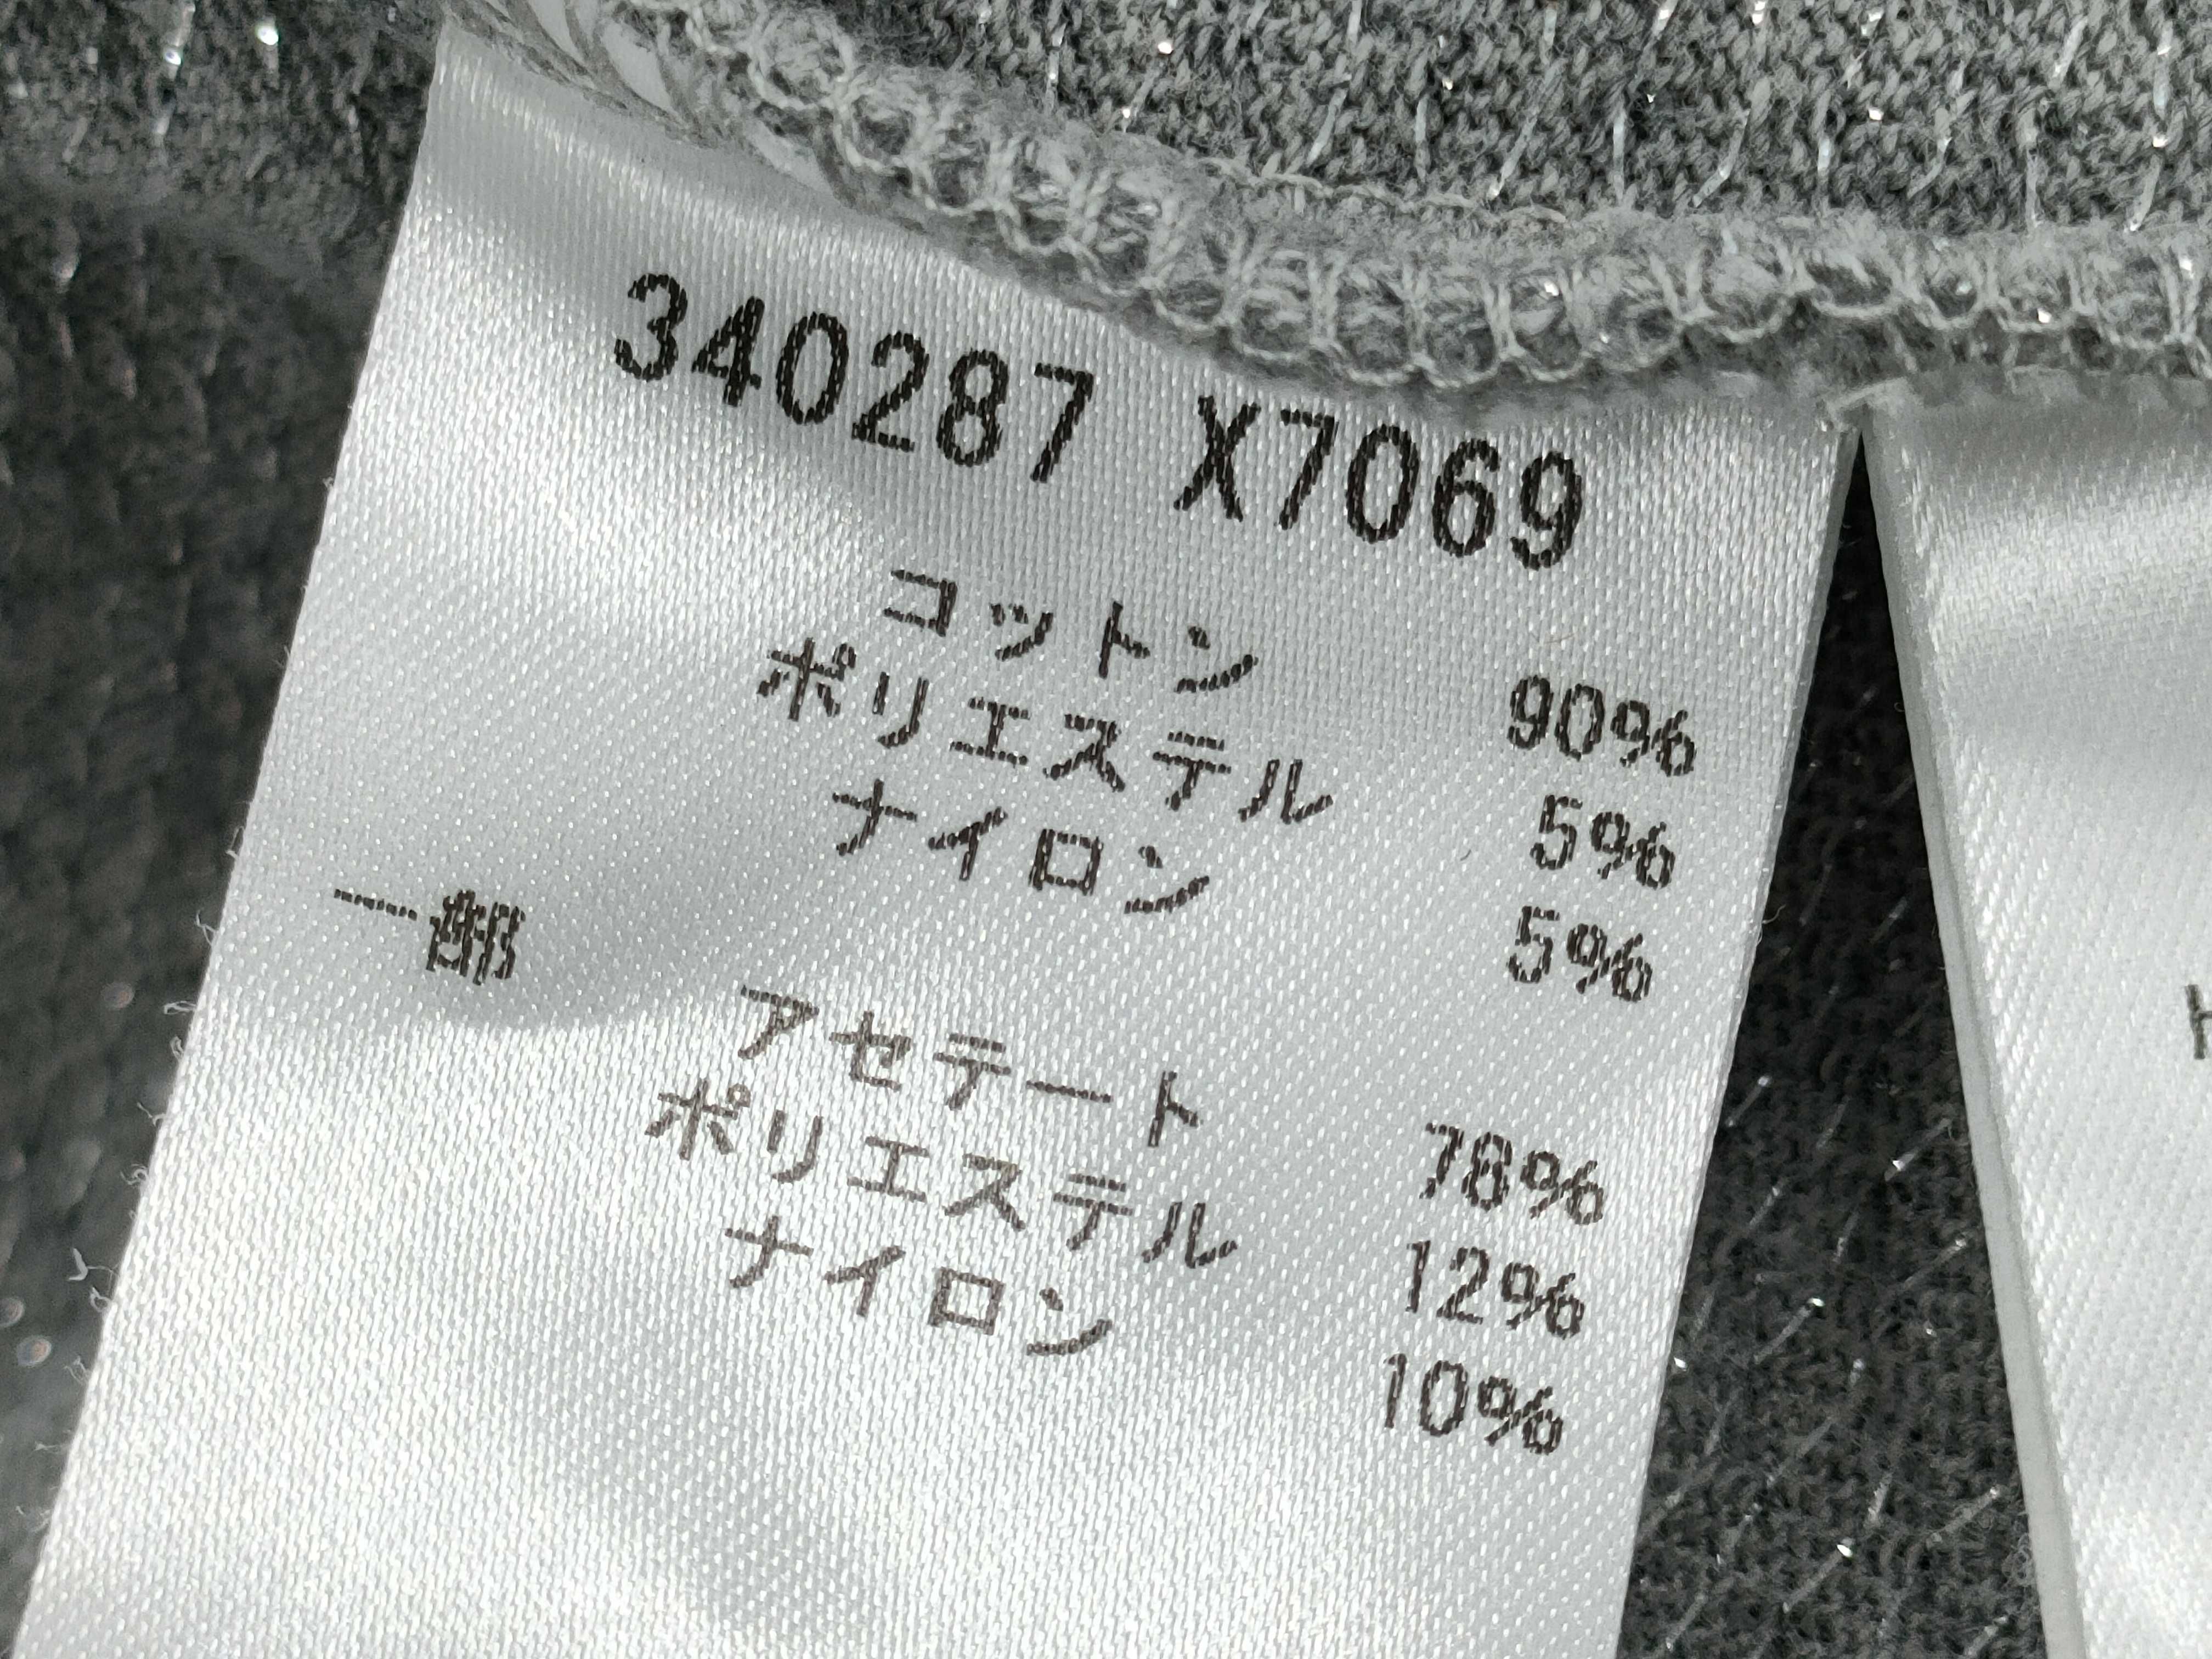 340287 X7069
コットン 90%
ポリエステル 5%
ナイロン 5%
一部
アセテート 78%
ポリエステル 12%
ナイロン 10%